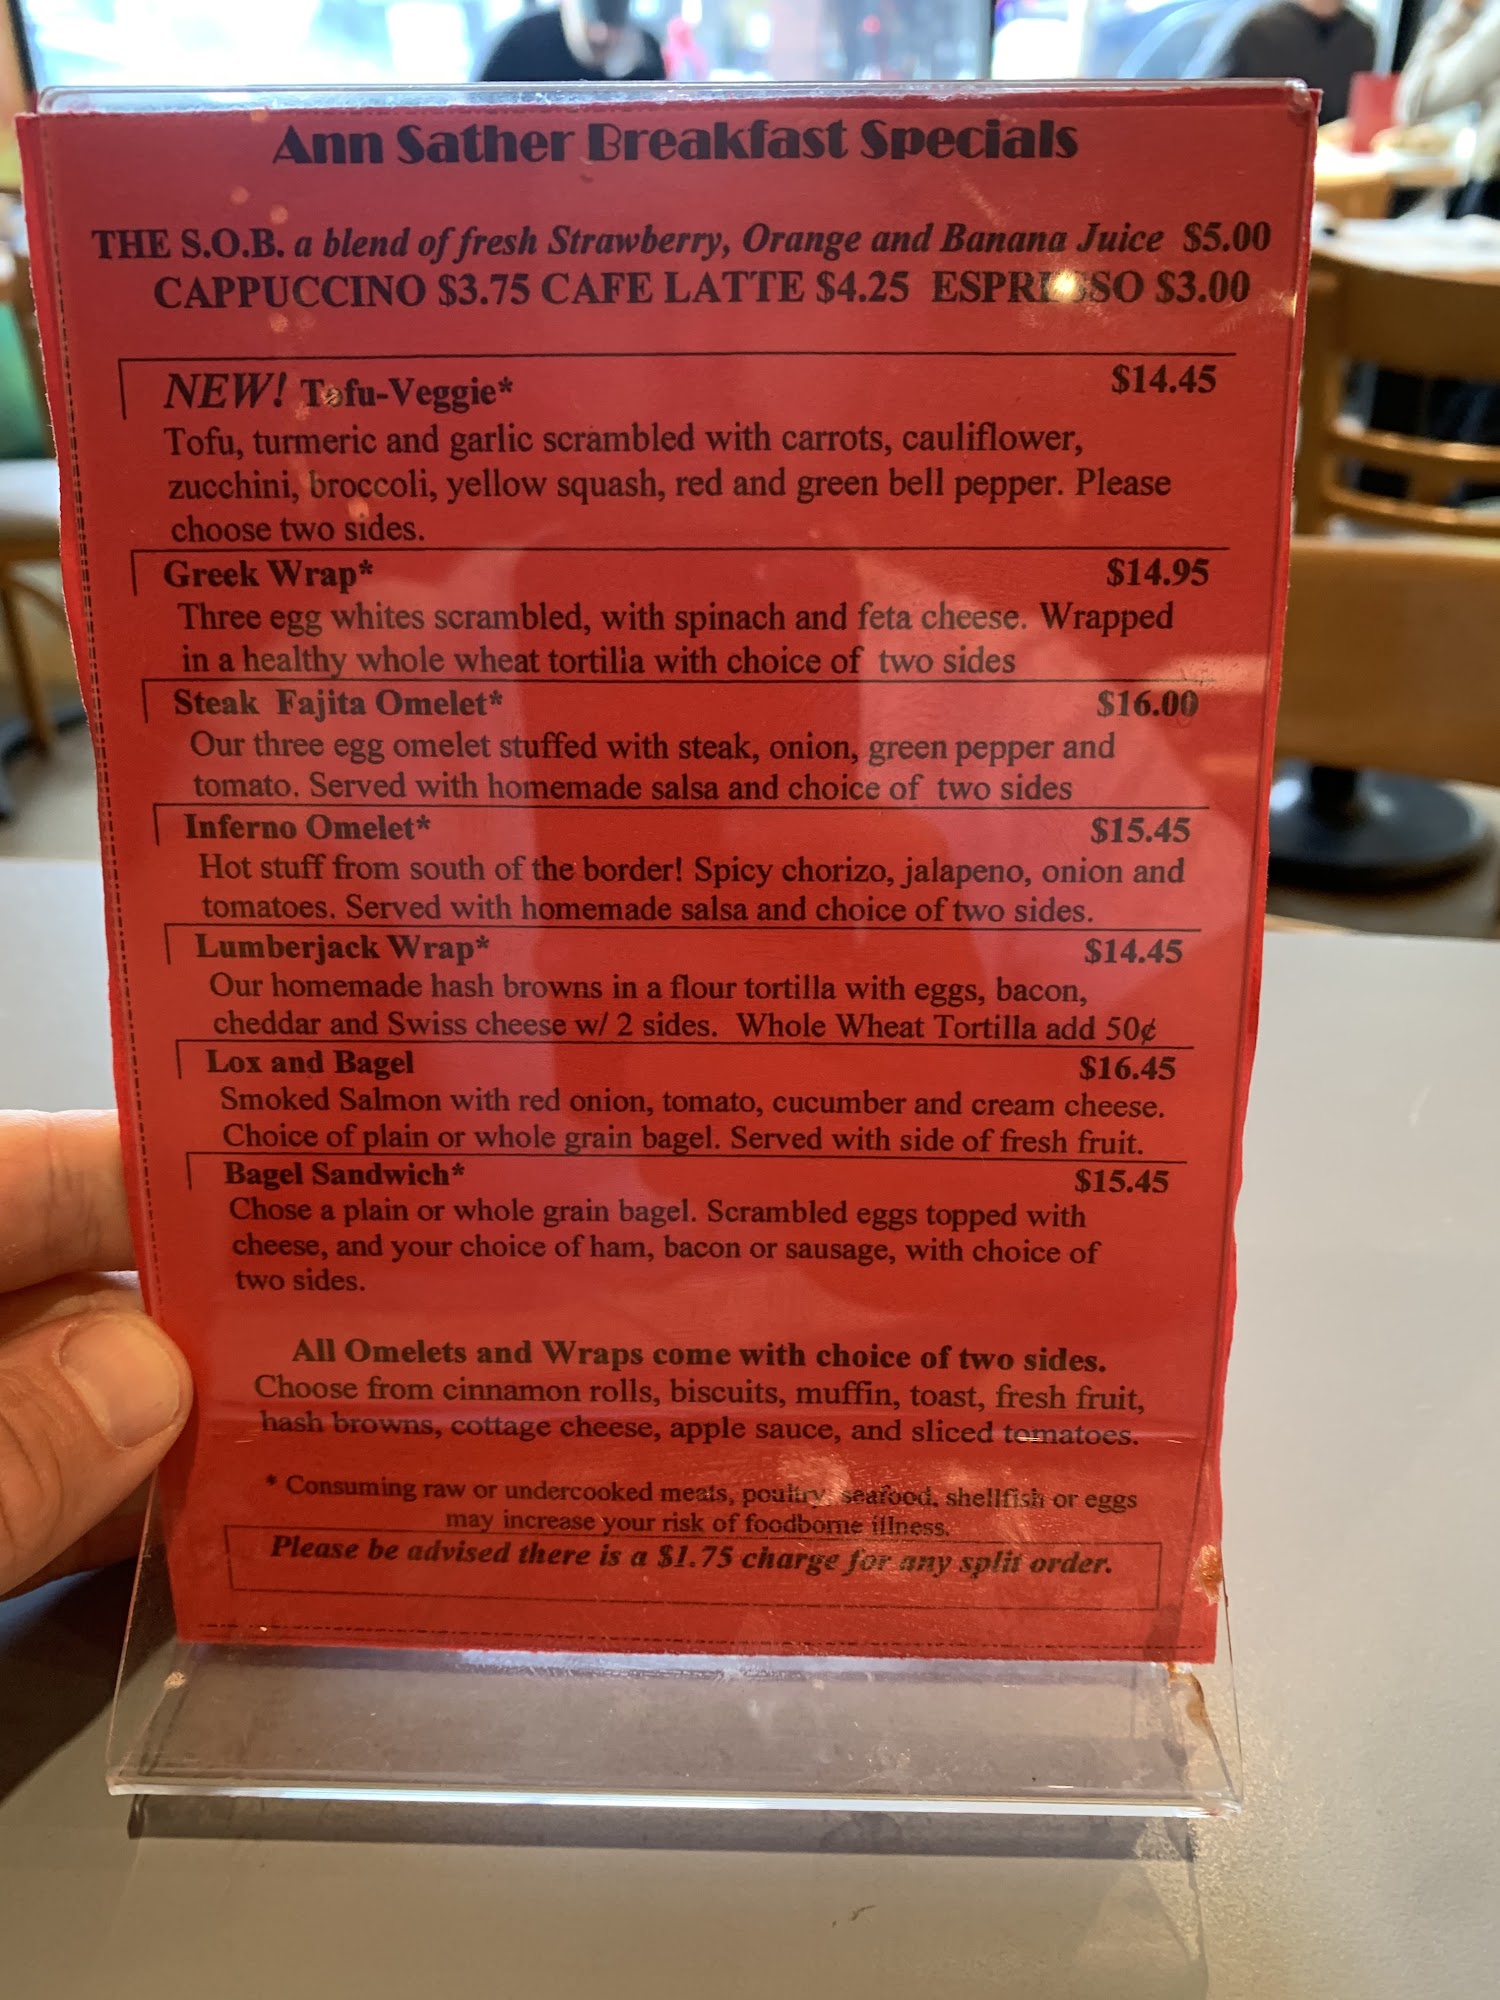 Ann Sather Breakfast Specials
THE S.O.B. a blend of fresh Strawberry, Orange and Banana Juice $5.00
CAPPUCCINO $3.75 CAFE LATTE $4.25 ESPRESSO $3.00
NEW! Tofu-Veggie* $14.45
Tofu, turmeric and garlic scrambled with carrots, cauliflower,
zucchini, broccoli, yellow squash, red and green bell pepper. Please
choose two sides.
Greek Wrap* $14.95
Three egg whites scrambled, with spinach and feta cheese. Wrapped
in a healthy whole wheat tortilla with choice of two sides
Steak Fajita Omelet* $16.00
Our three egg omelet stuffed with steak, onion, green pepper and
tomato. Served with homemade salsa and choice of two sides
Inferno Omelet* $15.45
Hot stuff from south of the border! Spicy chorizo, jalapeno, onion and
tomatoes. Served with homemade salsa and choice of two sides.
Lumberjack Wrap* $14.45
Our homemade hash browns in a flour tortilla with eggs, bacon,
cheddar and Swiss cheese w/ 2 sides. Whole Wheat Tortilla add 50¢
Lox and Bagel $16.45
Smoked Salmon with red onion, tomato, cucumber and cream cheese.
Choice of plain or whole grain bagel. Served with side of fresh fruit.
Bagel Sandwich* $15.45
Chose a plain or whole grain bagel. Scrambled eggs topped with
cheese, and your choice of ham, bacon or sausage, with choice of
two sides.
All Omelets and Wraps come with choice of two sides.
Choose from cinnamon rolls, biscuits, muffin, toast, fresh fruit,
hash browns, cottage cheese, apple sauce, and sliced tomatoes.
* Consuming raw or undercooked meats, poultry, seafood, shellfish or eggs
may increase your risk of foodborne illness.
Please be advised there is a $1.75 charge for any split order.